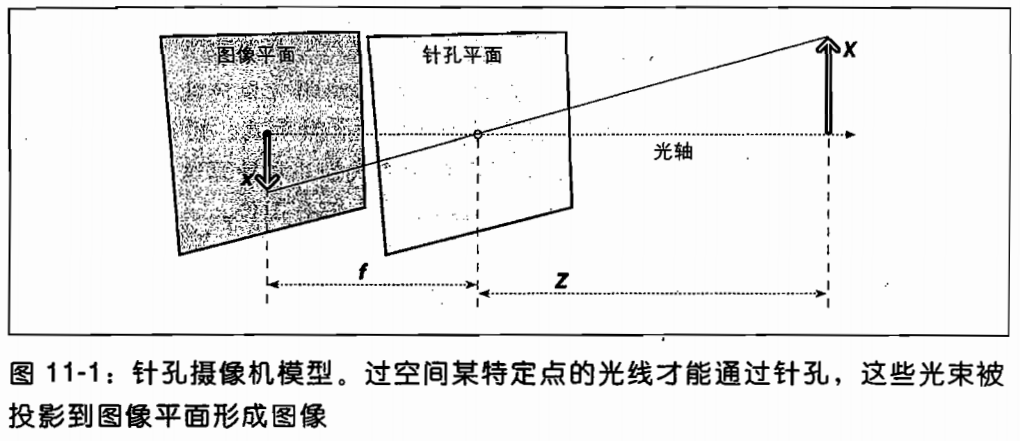 图像平面
针孔平面
X
光轴
x
f
Z
图 11-1：针孔摄像机模型。过空间某特定点的光线才能通过针孔，这些光束被
投影到图像平面形成图像